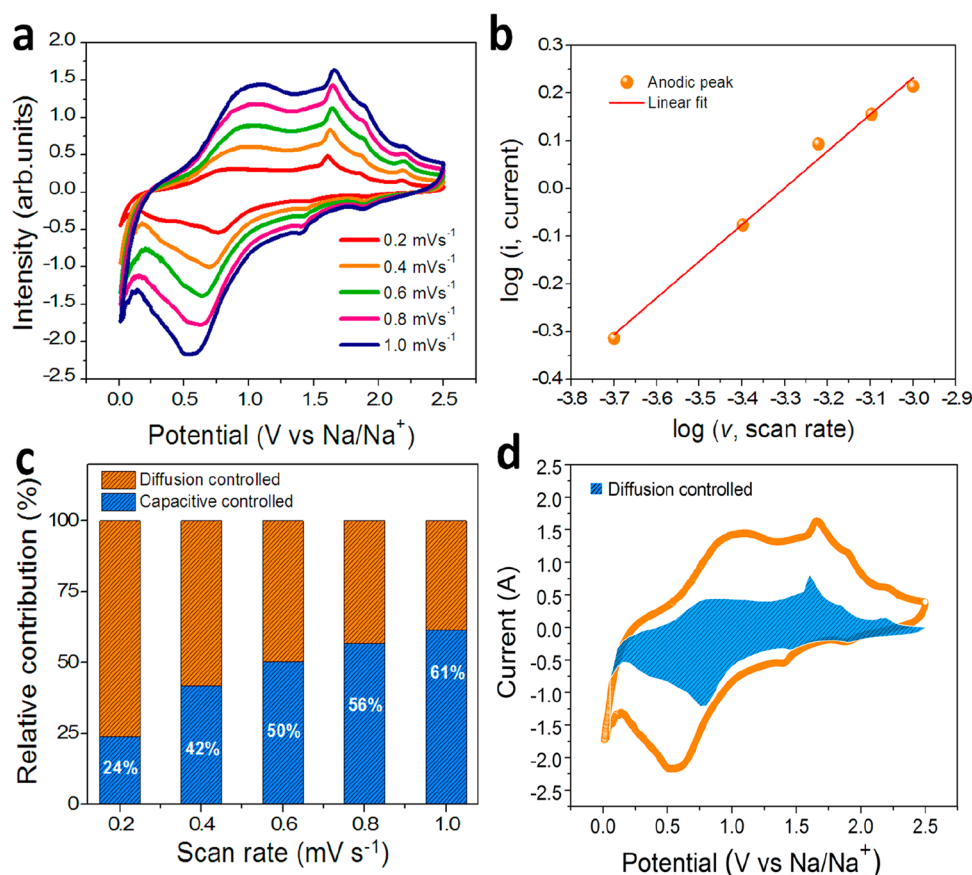 a
2.0
1.5
1.0
0.5
0.0
-0.5
-1.0
-1.5
-2.0
-2.5
Intensity (arb.units)
0.2 mVs⁻¹
0.4 mVs⁻¹
0.6 mVs⁻¹
0.8 mVs⁻¹
1.0 mVs⁻¹
0.0 0.5 1.0 1.5 2.0 2.5
Potential (V vs Na/Na⁺)
b
0.3
0.2
0.1
0.0
-0.1
-0.2
-0.3
-0.4
log (i, current)
Anodic peak
Linear fit
-3.8 -3.7 -3.6 -3.5 -3.4 -3.3 -3.2 -3.1 -3.0 -2.9
log (v, scan rate)
c
Diffusion controlled
Capacitive controlled
100
75
50
25
0
Relative contribution (%)
24% 42% 50% 56% 61%
0.2 0.4 0.6 0.8 1.0
Scan rate (mV s⁻¹)
d
2.5
2.0
1.5
1.0
0.5
0.0
-0.5
-1.0
-1.5
-2.0
-2.5
Current (A)
Diffusion controlled
0.0 0.5 1.0 1.5 2.0 2.5
Potential (V vs Na/Na⁺)